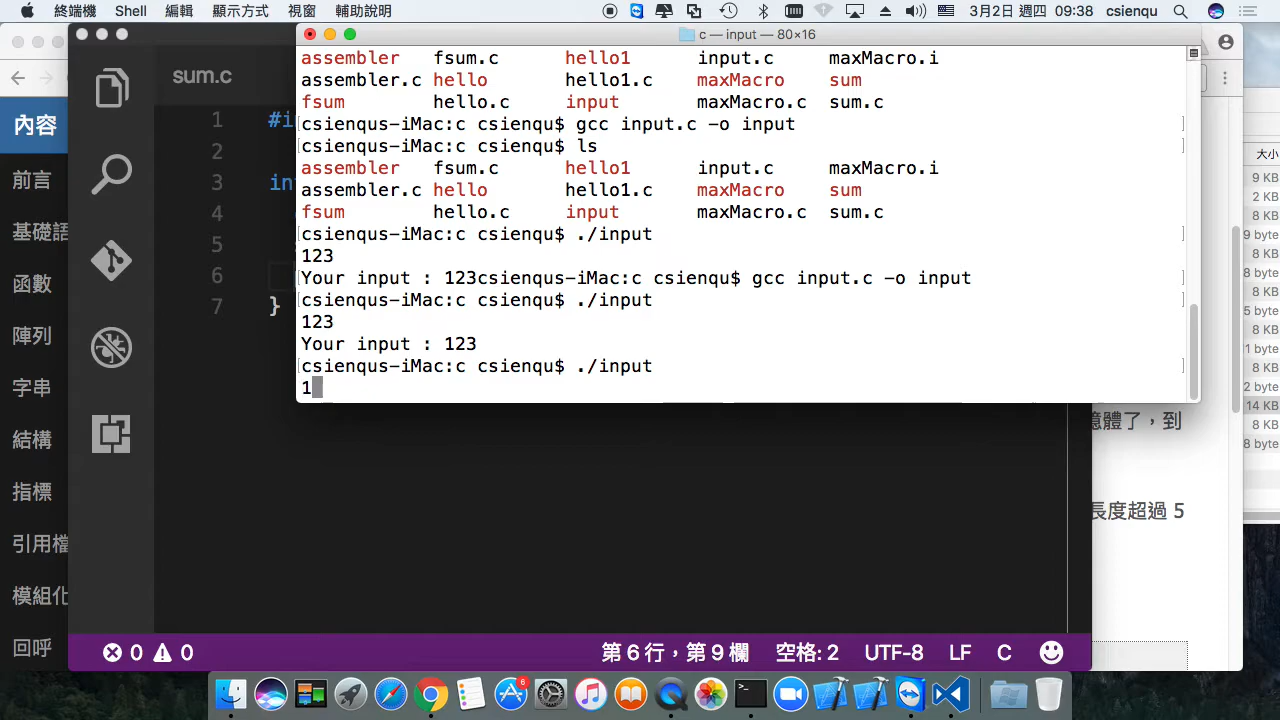 終端機 Shell 編輯 顯示方式 視窗 輔助說明 3月2日 週四 09:38 csienqu
c — input — 80×16
assembler fsum.c hello1 input.c maxMacro.i
assembler.c hello hello1.c maxMacro sum
fsum hello.c input maxMacro.c sum.c
[csienqus-iMac:c csienqu$ gcc input.c -o input ]
[csienqus-iMac:c csienqu$ ls ]
assembler fsum.c hello1 input.c maxMacro.i
assembler.c hello hello1.c maxMacro sum
fsum hello.c input maxMacro.c sum.c
[csienqus-iMac:c csienqu$ ./input ]
123
[Your input : 123csienqus-iMac:c csienqu$ gcc input.c -o input ]
[csienqus-iMac:c csienqu$ ./input ]
123
Your input : 123
[csienqus-iMac:c csienqu$ ./input ]
1
sum.c
1 #i
2
3 in
4
5
6
7 }
內容
前言
基礎語
函數
陣列
字串
結構
指標
引用檔
模組化
回呼
憶體了，到
長度超過 5
大小
9 KB
2 KB
8 KB
9 byte
8 KB
8 KB
3 byte
8 KB
5 byte
8 KB
1 byte
8 KB
2 byte
14 KB
8 KB
8 byte
0 0 第 6 行，第 9 欄 空格: 2 UTF-8 LF C
6